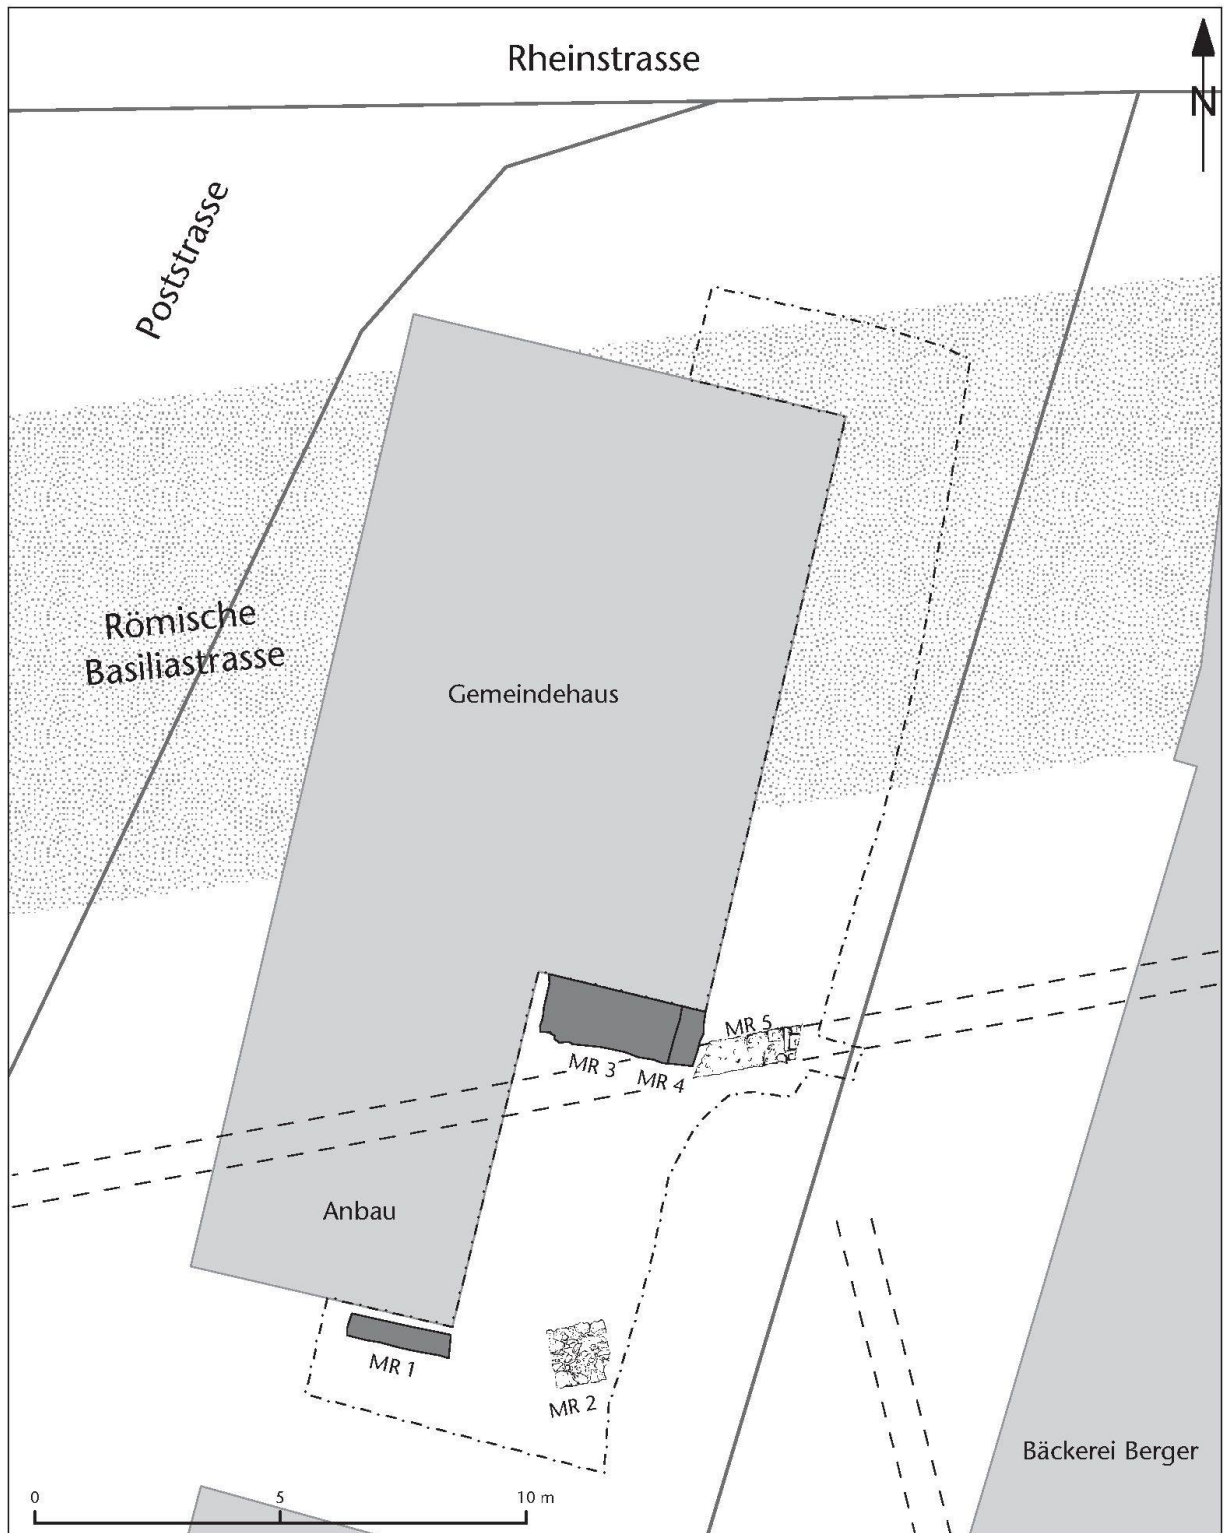 Rheinstrasse
N
Poststrasse
Römische
Basiliastrasse
Gemeindehaus
MR 5
MR 3
MR 4
Anbau
MR 1
MR 2
Bäckerei Berger
0 5 10 m